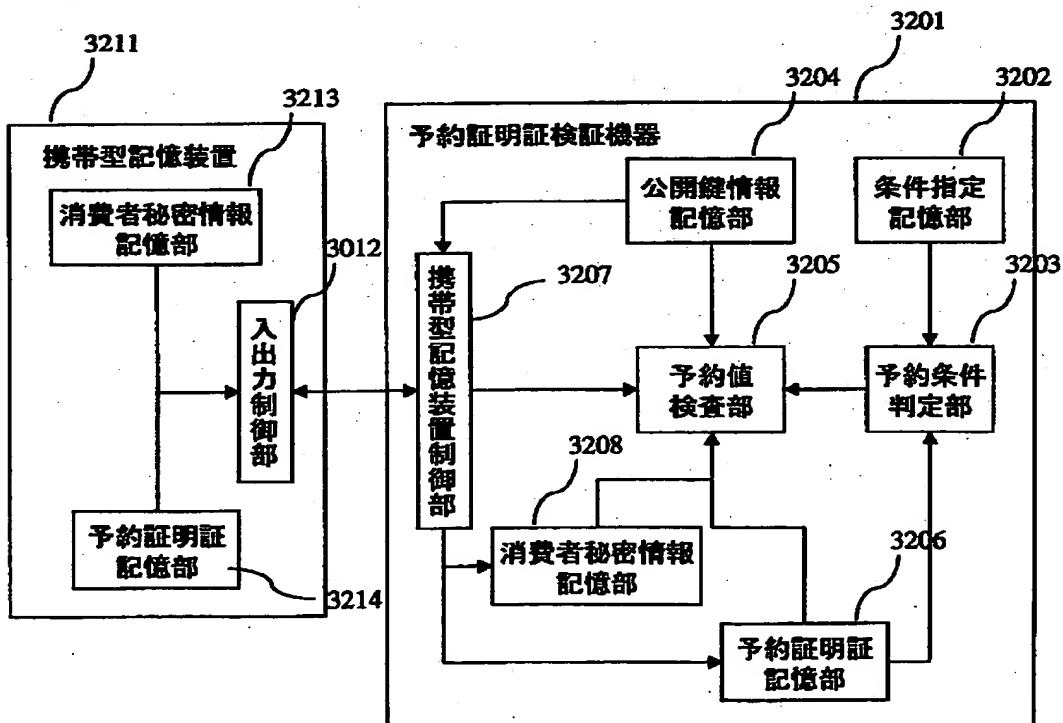 3211
3213
携帯型記憶装置
消費者秘密情報
記憶部
3012
入出力制御部
予約証明証
記憶部
3214
3201
3204
3202
予約証明証検証機器
公開鍵情報
記憶部
条件指定
記憶部
3207
3205
3203
携帯型記憶装置制御部
予約値
検査部
予約条件
判定部
3208
消費者秘密情報
記憶部
3206
予約証明証
記憶部